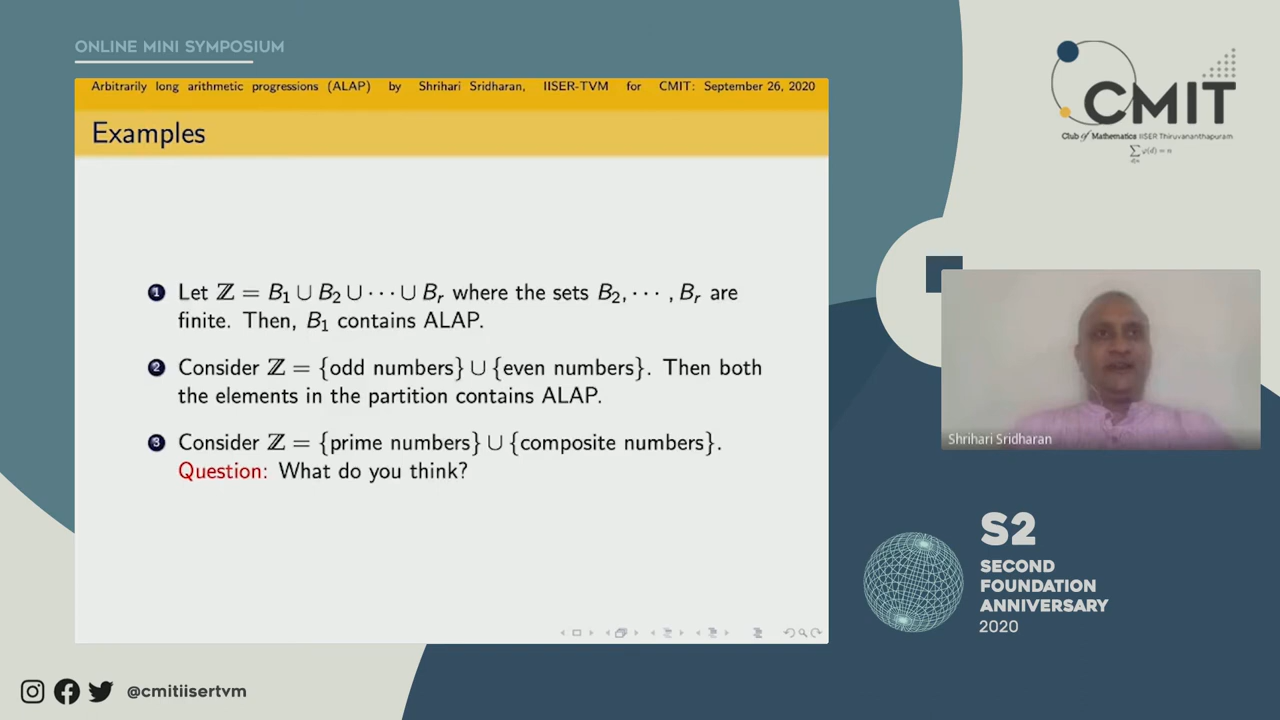 ONLINE MINI SYMPOSIUM
Arbitrarily long arithmetic progressions (ALAP) by Shrihari Sridharan, IISER-TVM for CMIT: September 26, 2020
Examples
1 Let ℤ = B₁ ∪ B₂ ∪ ⋯ ∪ Bᵣ where the sets B₂, ⋯ , Bᵣ are
finite. Then, B₁ contains ALAP.
2 Consider ℤ = {odd numbers} ∪ {even numbers}. Then both
the elements in the partition contains ALAP.
3 Consider ℤ = {prime numbers} ∪ {composite numbers}.
Question: What do you think?
CMIT
Club of Mathematics IISER Thiruvananthapuram
∑ φ(d) = n
d|n
Shrihari Sridharan
S2
SECOND
FOUNDATION
ANNIVERSARY
2020
@cmitiisertvm